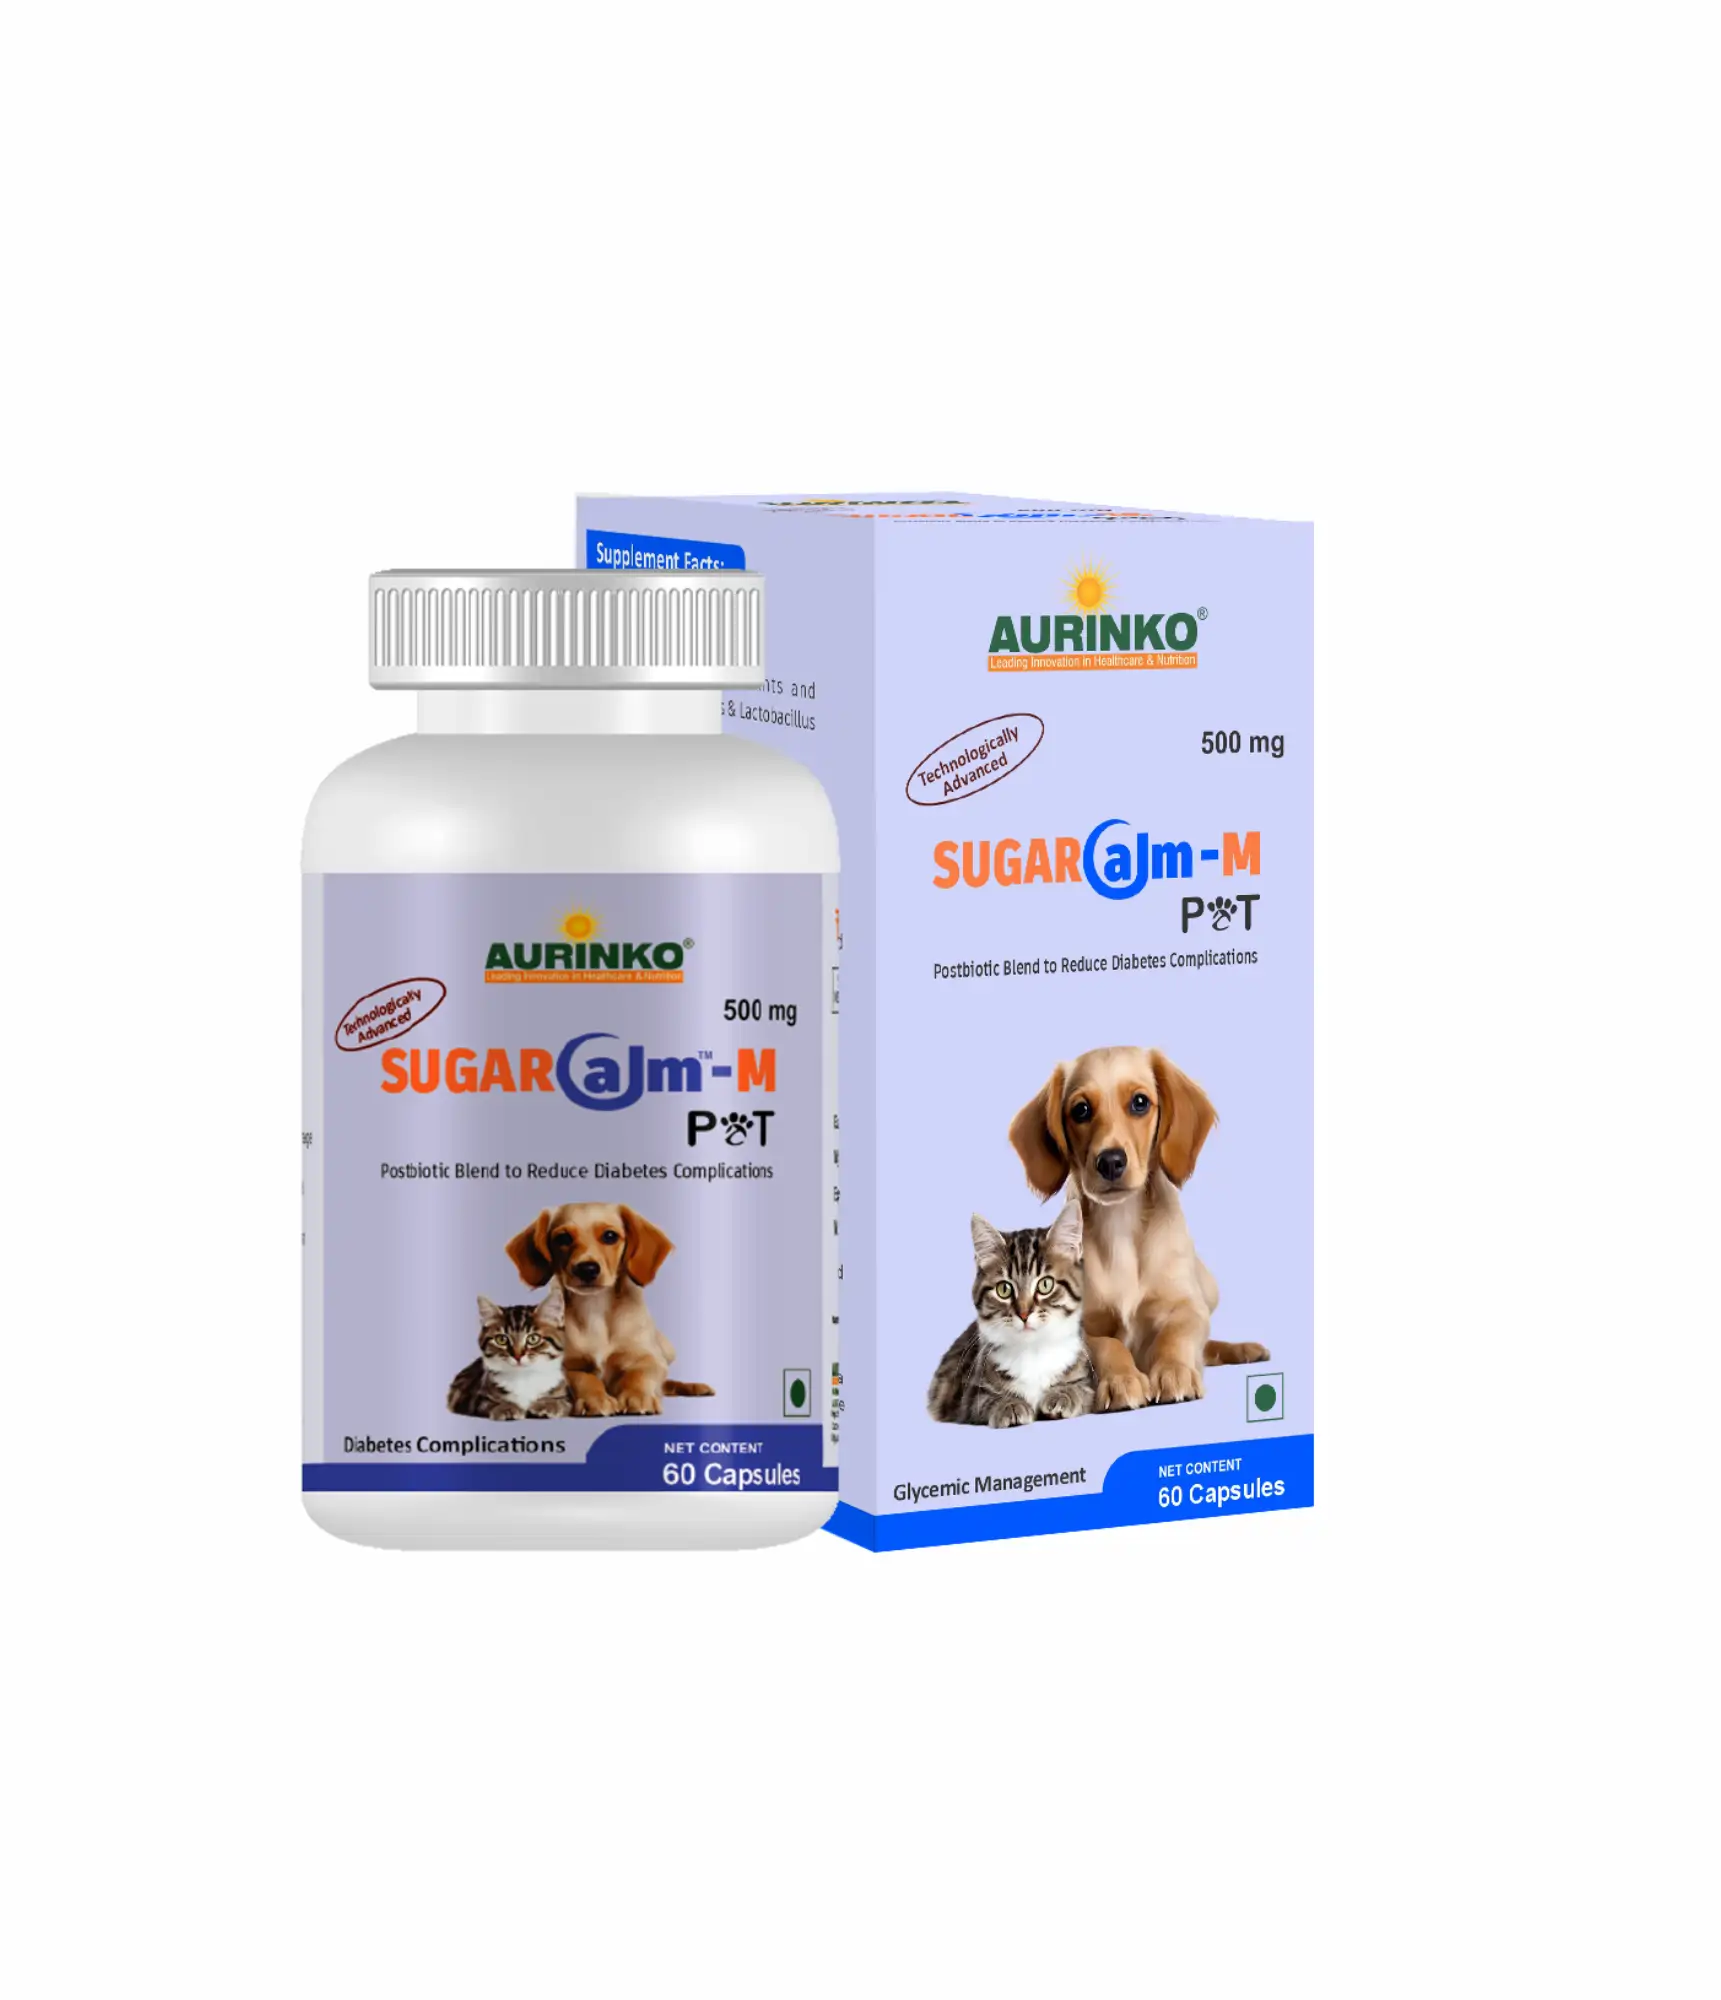 Supplement Facts:
nts and
s & Lactobacillus
AURINKO®
Leading Innovation in Healthcare & Nutrition
Technologically
Advanced
500 mg
SUGARCalm-M
PeT
Postbiotic Blend to Reduce Diabetes Complications
Glycemic Management
NET CONTENT
60 Capsules
AURINKO®
Leading Innovation in Healthcare & Nutrition
Technologically
Advanced
500 mg
SUGARCalm™-M
PeT
Postbiotic Blend to Reduce Diabetes Complications
Diabetes Complications
NET CONTENT
60 Capsules